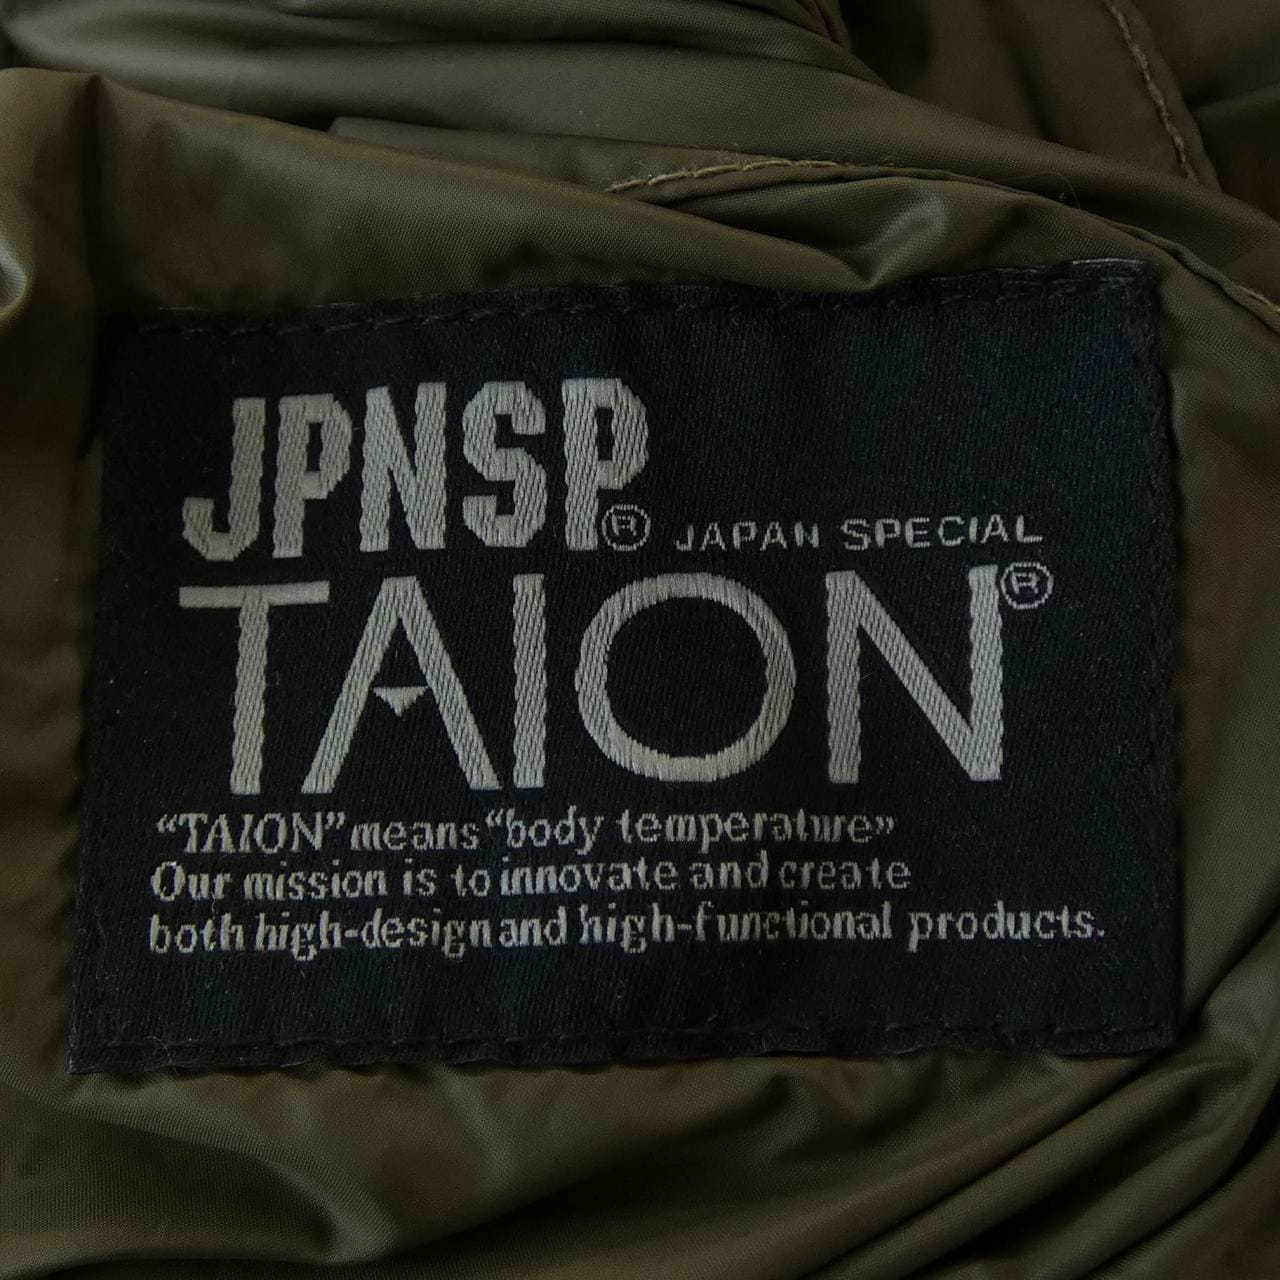 JPNSP® JAPAN SPECIAL
TAION®
“TAION” means “body temperature”
Our mission is to innovate and create
both high-design and high-functional products.